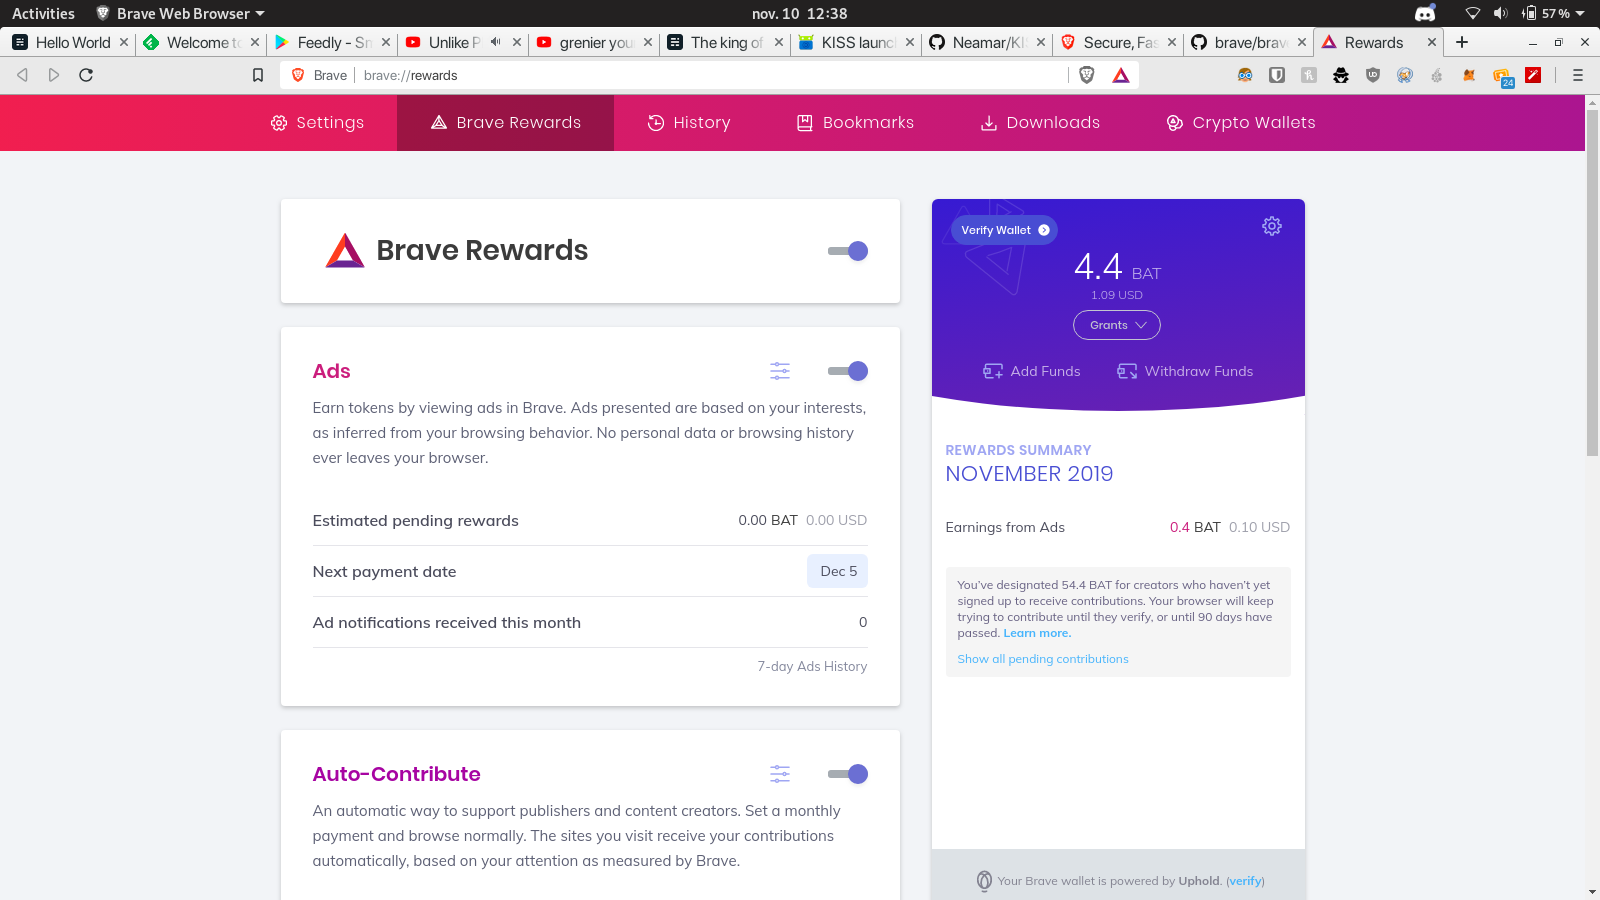 Activities Brave Web Browser nov. 10 12:38 57 %
Hello World Welcome to Feedly - Sm Unlike P grenier you The king of KISS launc Neamar/KI Secure, Fas brave/brav Rewards
Brave brave://rewards 24
Settings Brave Rewards History Bookmarks Downloads Crypto Wallets
Brave Rewards
Ads
Earn tokens by viewing ads in Brave. Ads presented are based on your interests,
as inferred from your browsing behavior. No personal data or browsing history
ever leaves your browser.
Estimated pending rewards 0.00 BAT 0.00 USD
Next payment date Dec 5
Ad notifications received this month 0
7-day Ads History
Auto-Contribute
An automatic way to support publishers and content creators. Set a monthly
payment and browse normally. The sites you visit receive your contributions
automatically, based on your attention as measured by Brave.
Verify Wallet
4.4 BAT
1.09 USD
Grants
Add Funds Withdraw Funds
REWARDS SUMMARY
NOVEMBER 2019
Earnings from Ads 0.4 BAT 0.10 USD
You've designated 54.4 BAT for creators who haven't yet
signed up to receive contributions. Your browser will keep
trying to contribute until they verify, or until 90 days have
passed. Learn more.
Show all pending contributions
Your Brave wallet is powered by Uphold. (verify)